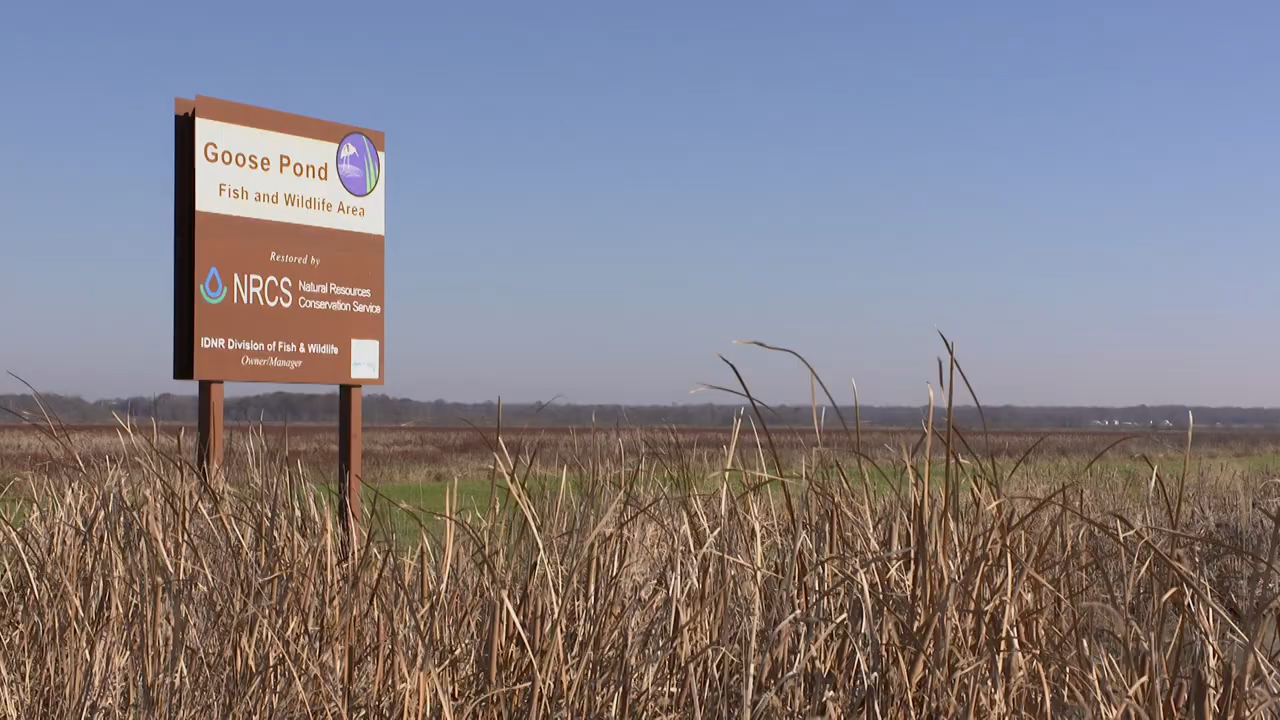 Goose Pond
Fish and Wildlife Area
Restored by
NRCS
Natural Resources
Conservation Service
IDNR Division of Fish & Wildlife
Owner/Manager